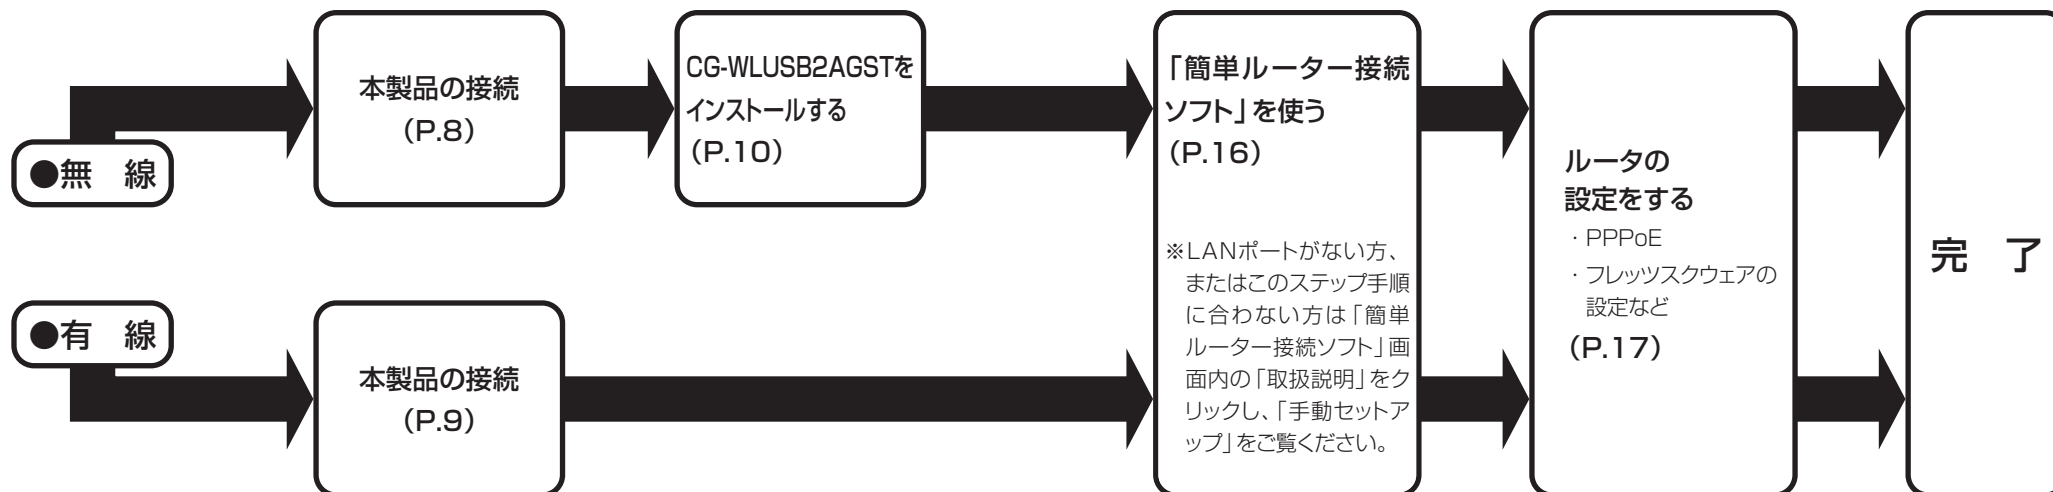 ●無　線
本製品の接続
（P.8）
CG-WLUSB2AGSTを
インストールする
（P.10）
●有　線
本製品の接続
（P.9）
「簡単ルーター接続
ソフト」を使う
（P.16）
※LANポートがない方、
またはこのステップ手順
に合わない方は「簡単
ルーター接続ソフト」画
面内の「取扱説明」をク
リックし、「手動セットア
ップ」をご覧ください。
ルータの
設定をする
・PPPoE
・フレッツスクウェアの
設定など
（P.17）
完　了